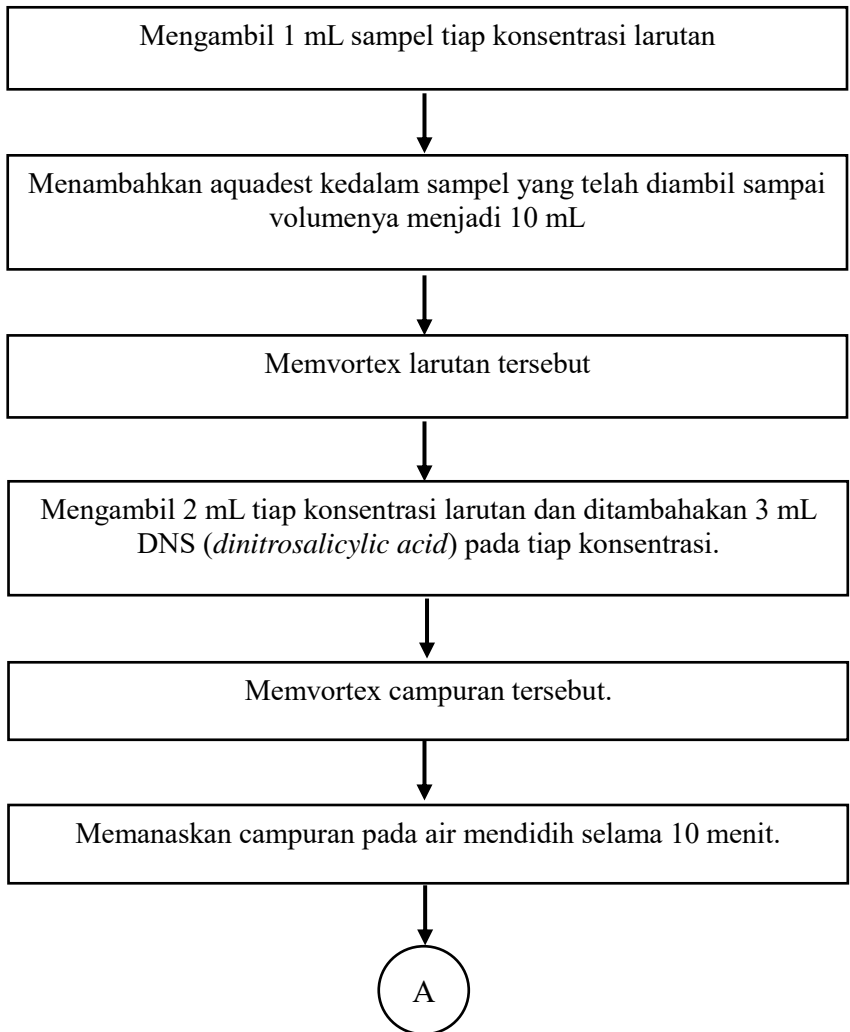 Mengambil 1 mL sampel tiap konsentrasi larutan
Menambahkan aquadest kedalam sampel yang telah diambil sampai
volumenya menjadi 10 mL
Memvortex larutan tersebut
Mengambil 2 mL tiap konsentrasi larutan dan ditambahakan 3 mL
DNS (dinitrosalicylic acid) pada tiap konsentrasi.
Memvortex campuran tersebut.
Memanaskan campuran pada air mendidih selama 10 menit.
A